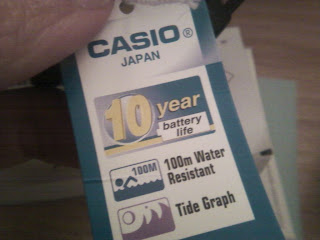 CASIO®
JAPAN
10 year
battery
life
100M
100m Water
Resistant
Tide Graph